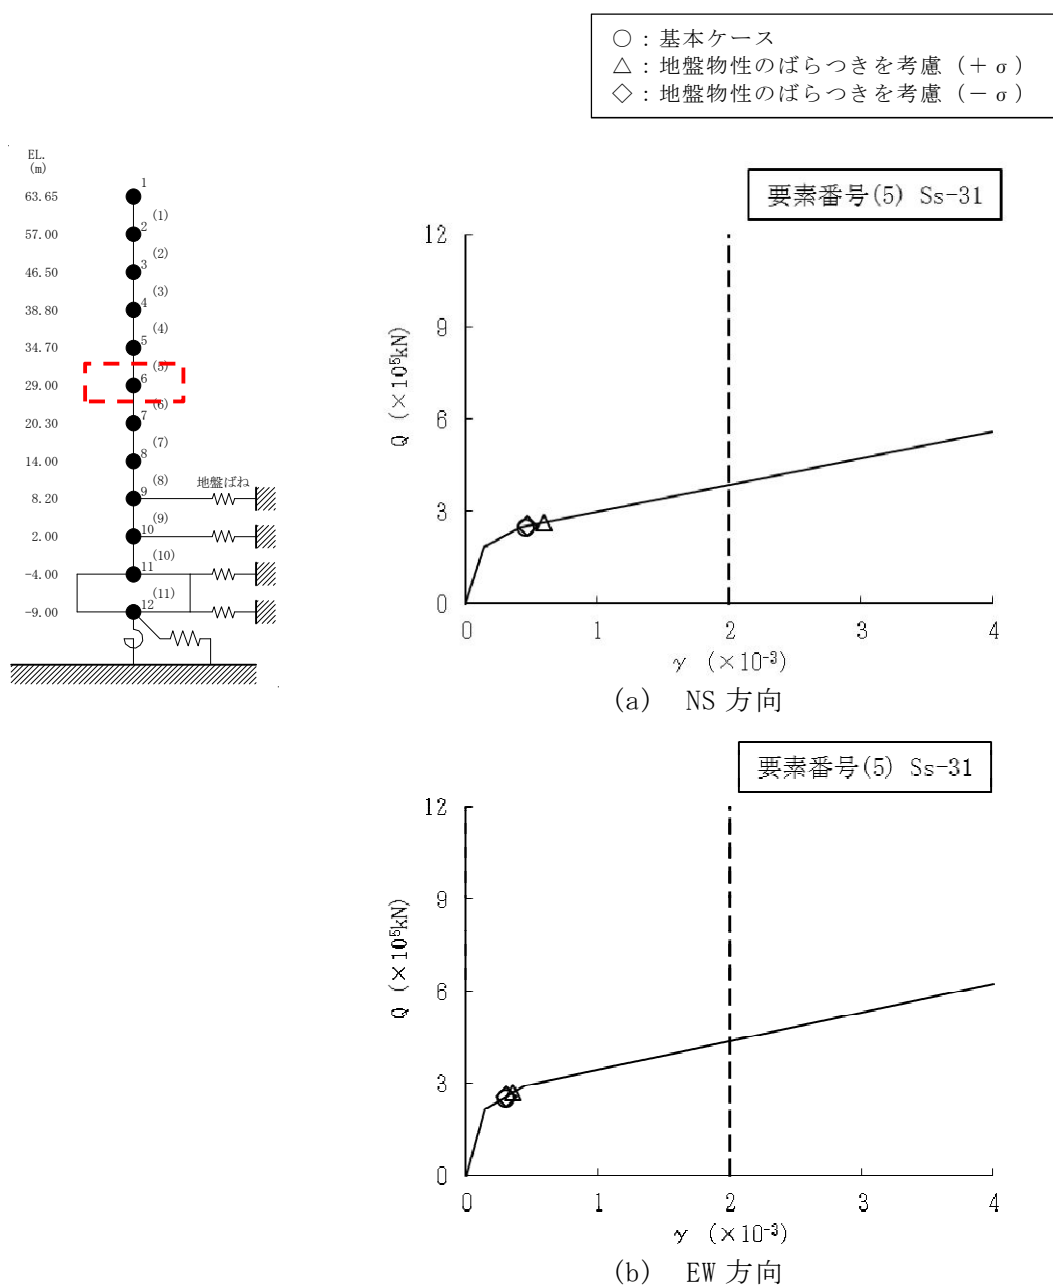 ○：基本ケース
△：地盤物性のばらつきを考慮（＋σ）
◇：地盤物性のばらつきを考慮（－σ）
EL.
(m)
63.65
57.00
46.50
38.80
34.70
29.00
20.30
14.00
8.20
2.00
-4.00
-9.00
1
(1)
2
(2)
3
(3)
4
(4)
5
(5)
6
(6)
7
(7)
8
(8)
9
(9)
10
(10)
11
(11)
12
地盤ばね
要素番号(5) Ss-31
Q (×10⁵kN)
12
9
6
3
0
0 1 2 3 4
γ (×10⁻³)
(a) NS方向
要素番号(5) Ss-31
Q (×10⁵kN)
12
9
6
3
0
0 1 2 3 4
γ (×10⁻³)
(b) EW方向